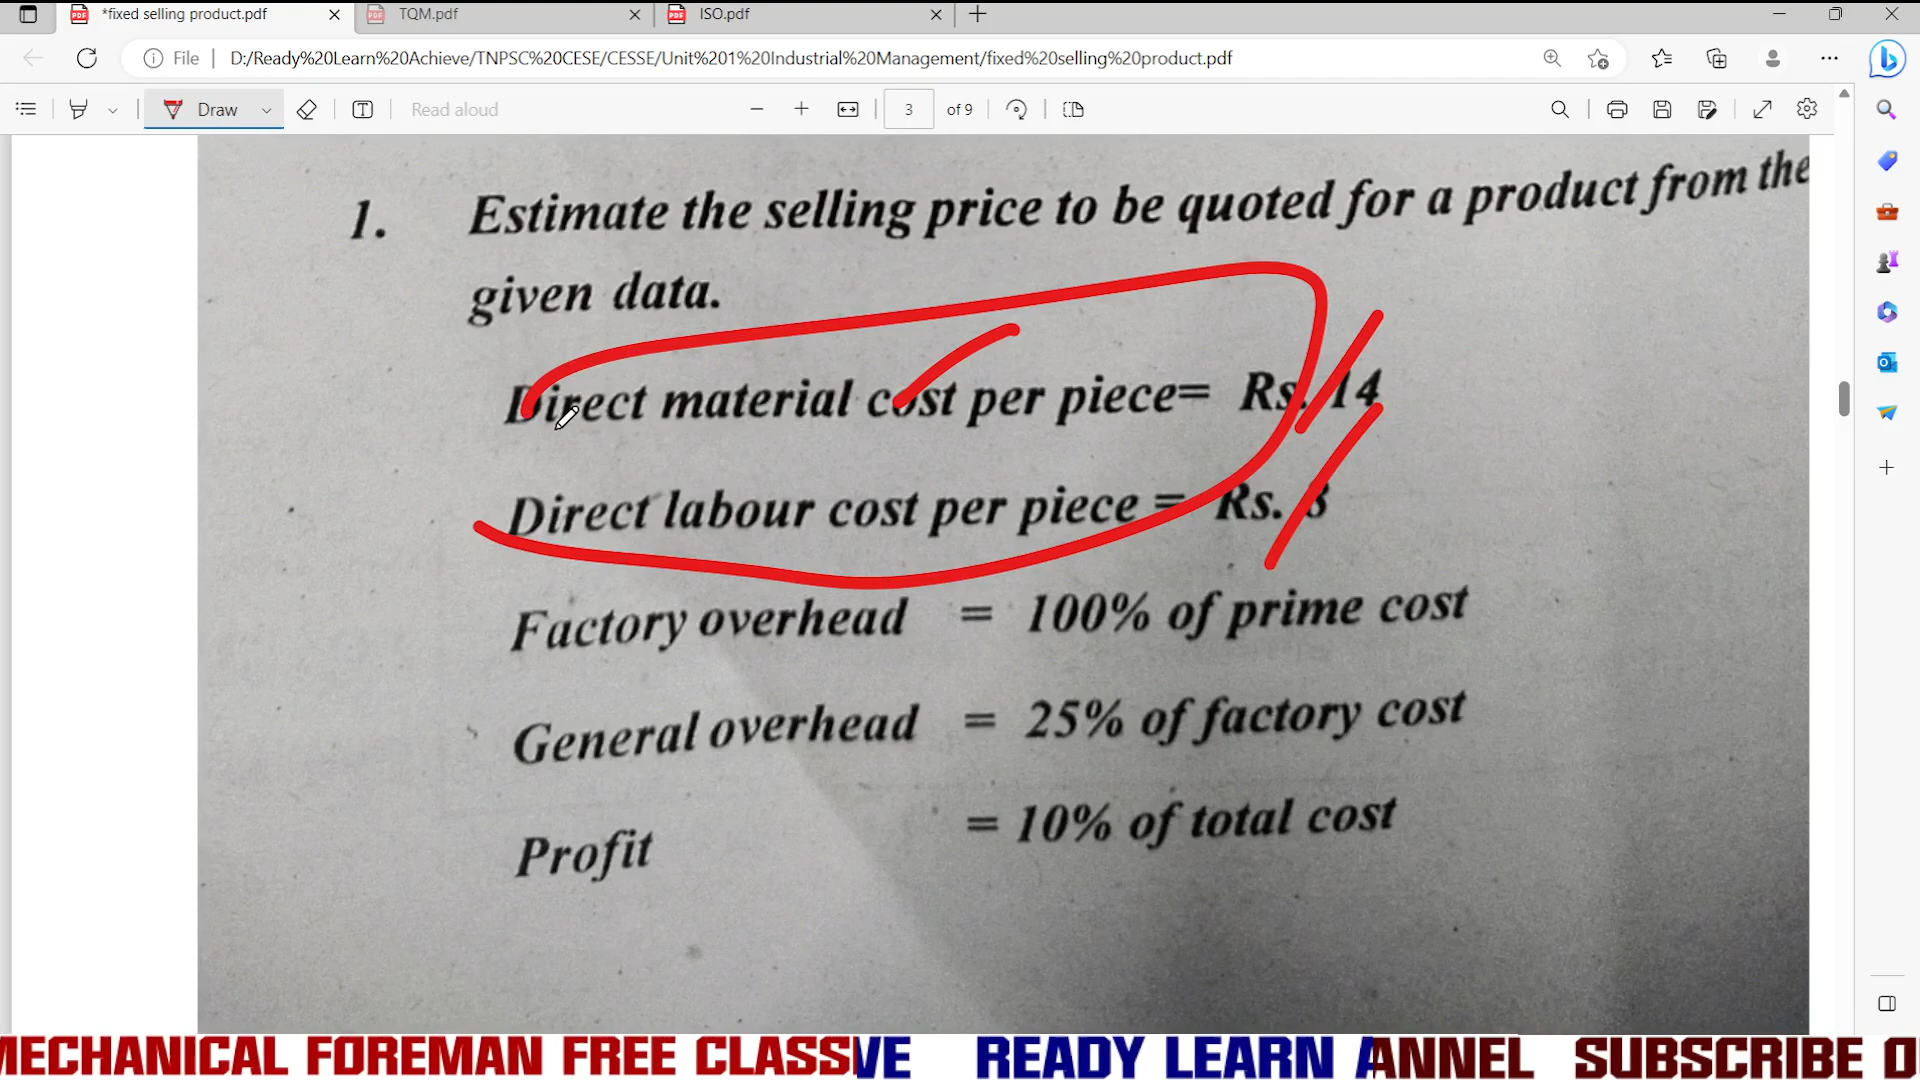 *fixed selling product.pdf
TQM.pdf
ISO.pdf
File
D:/Ready%20Learn%20Achieve/TNPSC%20CESE/CESSE/Unit%201%20Industrial%20Management/fixed%20selling%20product.pdf
Draw
Read aloud
3 of 9
1. Estimate the selling price to be quoted for a product from the
given data.
Direct material cost per piece= Rs. 14
Direct labour cost per piece = Rs. 8
Factory overhead = 100% of prime cost
General overhead = 25% of factory cost
Profit = 10% of total cost
MECHANICAL FOREMAN FREE CLASS VE READY LEARN ANNEL SUBSCRIBE O